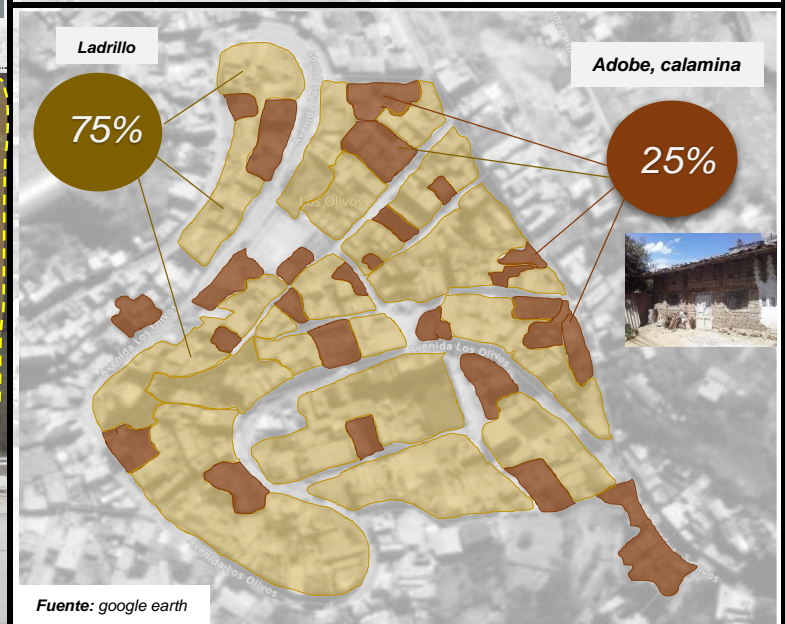 Ladrillo
75%
Adobe, calamina
25%
Los Olivos
Avenida Los Olivos
Avenida Los Olivos
Avenida Los Olivos
Fuente: google earth